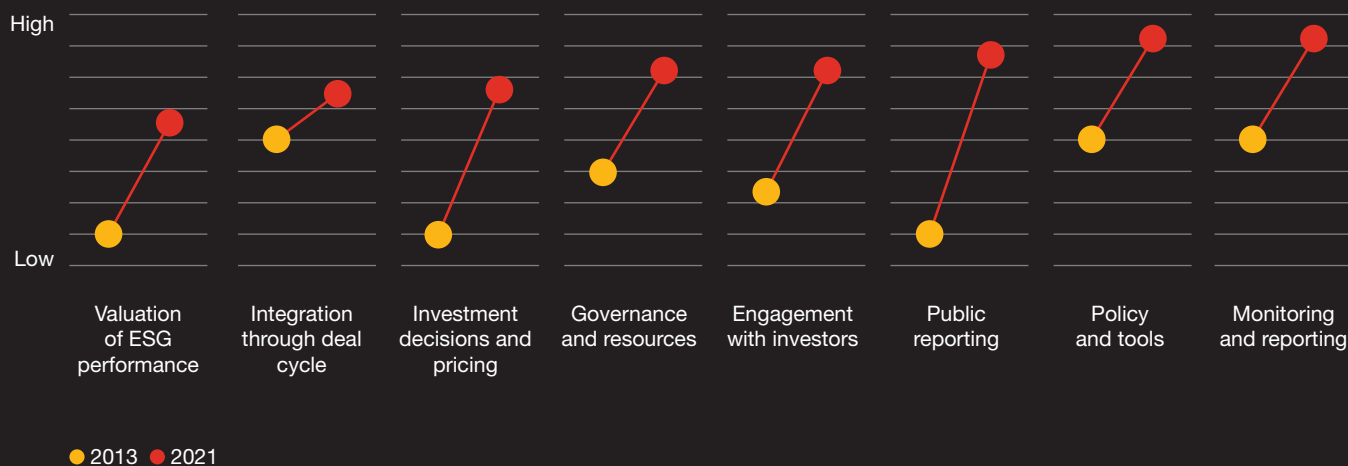 High
Low
Valuation
of ESG
performance
Integration
through deal
cycle
Investment
decisions and
pricing
Governance
and resources
Engagement
with investors
Public
reporting
Policy
and tools
Monitoring
and reporting
2013 2021